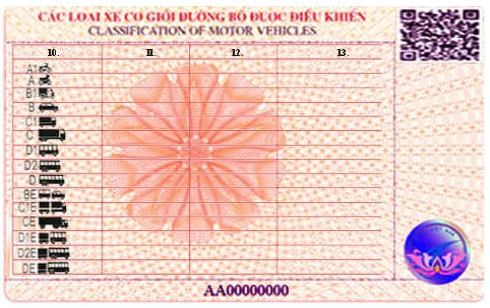 CÁC LOẠI XE CƠ GIỚI ĐƯỜNG BỘ ĐƯỢC ĐIỀU KHIỂN
CLASSIFICATION OF MOTOR VEHICLES
10. 11. 12. 13.
A1
A
B1
B
C1
C
D1
D2
D
BE
C1E
CE
D1E
D2E
DE
AA00000000